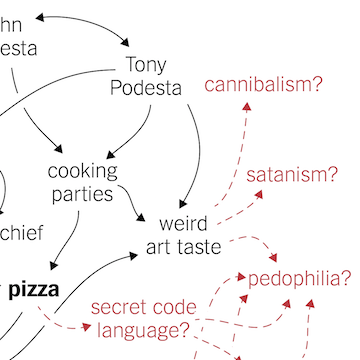 hn
esta
Tony
Podesta
cannibalism?
cooking
parties
satanism?
chief
weird
art taste
pizza
pedophilia?
secret code
language?